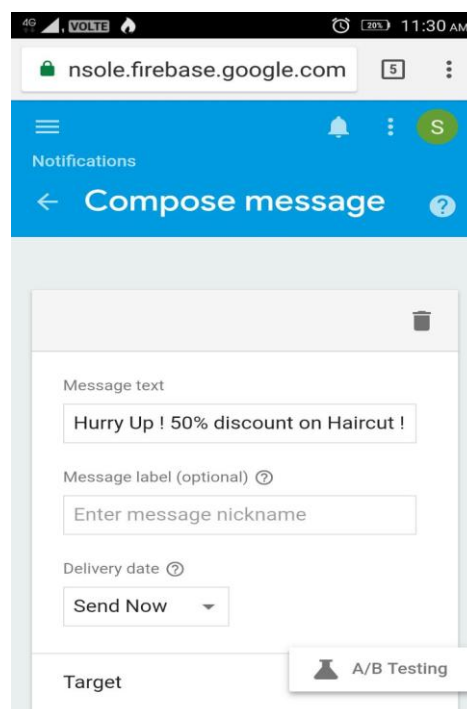 4G VOLTE 20% 11:30 AM
nsole.firebase.google.com 5
S
Notifications
Compose message
Message text
Hurry Up ! 50% discount on Haircut !
Message label (optional)
Enter message nickname
Delivery date
Send Now
A/B Testing
Target